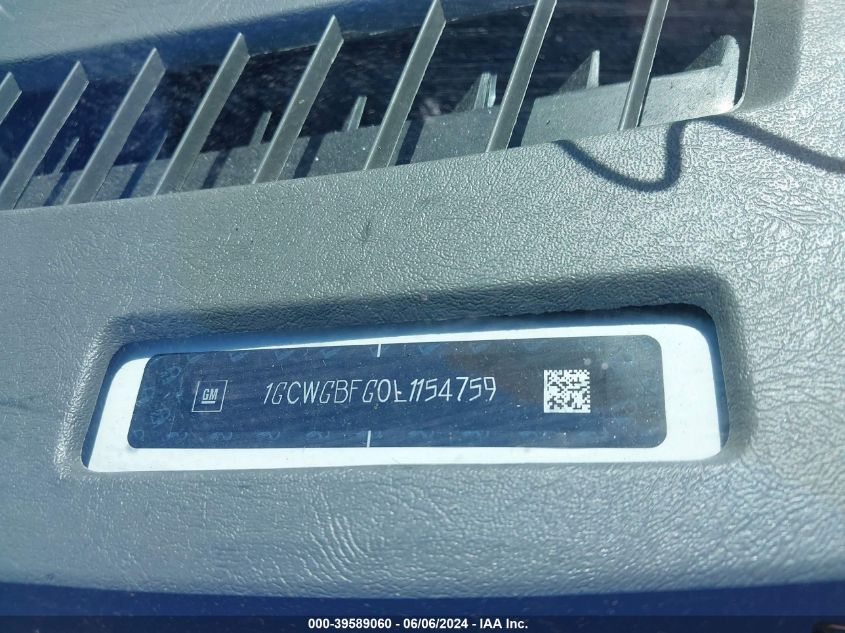 GM 1GCWGBFG0L1154759
000-39589060 - 06/06/2024 - IAA Inc.